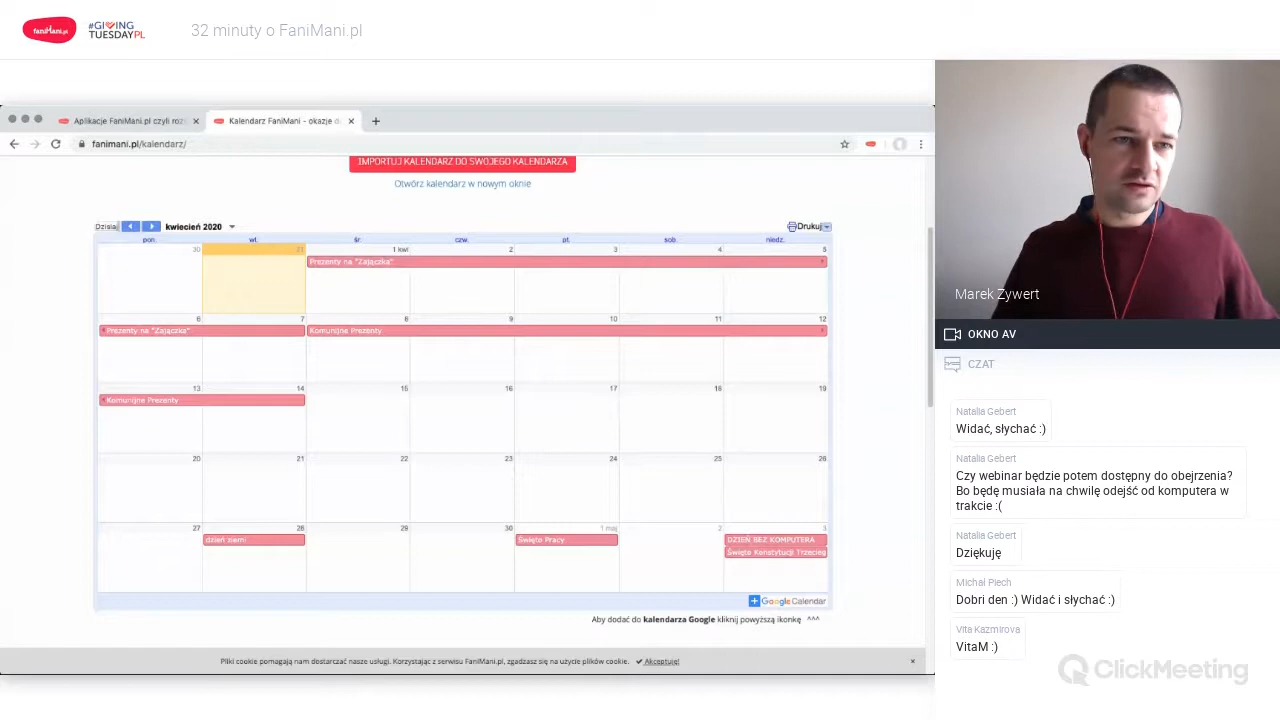 faniMani.pl
#GIVING
TUESDAYPL
32 minuty o FaniMani.pl
Aplikacje FaniMani.pl czyli rozs
Kalendarz FaniMani - okazje do
fanimani.pl/kalendarz/
IMPORTUJ KALENDARZ DO SWOJEGO KALENDARZA
Otwórz kalendarz w nowym oknie
Dzisiaj
kwiecień 2020
Drukuj
pon. wt. śr. czw. pt. sob. niedz.
30 31 1 kwi 2 3 4 5
Prezenty na "Zajączka"
6 7 8 9 10 11 12
Prezenty na "Zajączka" Komunijne Prezenty
13 14 15 16 17 18 19
Komunijne Prezenty
20 21 22 23 24 25 26
27 28 29 30 1 maj 2 3
dzień ziemi Święto Pracy DZIEŃ BEZ KOMPUTERA
Święto Konstytucji Trzecieg
Google Calendar
Aby dodać do kalendarza Google kliknij powyższą ikonkę ^^^
Pliki cookie pomagają nam dostarczać nasze usługi. Korzystając z serwisu FaniMani.pl, zgadzasz się na użycie plików cookie. Akceptuję!
Marek Zywert
OKNO AV
CZAT
Natalia Gebert
Widać, słychać :)
Natalia Gebert
Czy webinar będzie potem dostępny do obejrzenia?
Bo będę musiała na chwilę odejść od komputera w
trakcie :(
Natalia Gebert
Dziękuję
Michał Piech
Dobri den :) Widać i słychać :)
Vita Kazmirova
VitaM :)
ClickMeeting